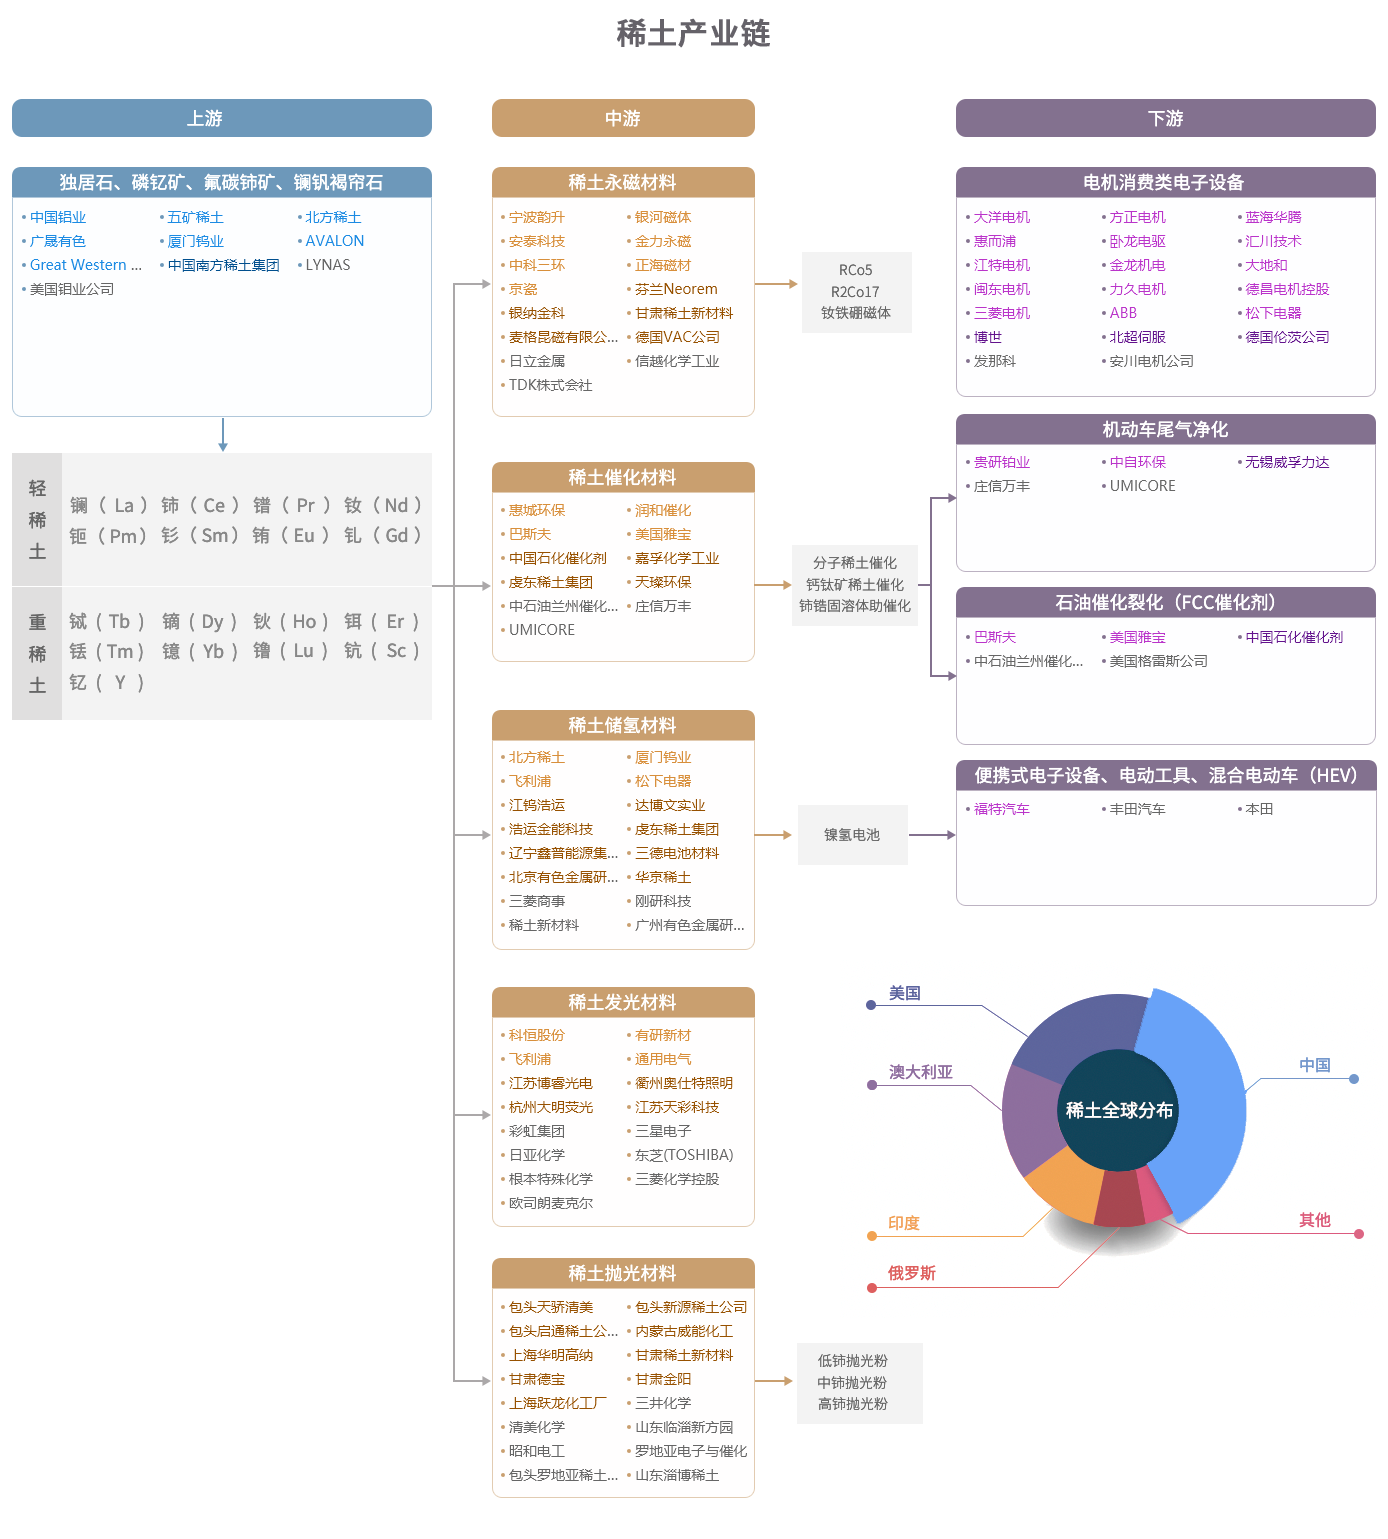 稀土产业链
上游
中游
下游
独居石、磷钇矿、氟碳铈矿、镧钒褐帘石
•中国铝业 •五矿稀土 •北方稀土
•广晟有色 •厦门钨业 •AVALON
•Great Western ... •中国南方稀土集团 •LYNAS
•美国钼业公司
轻稀土
镧（La）铈（Ce）镨（Pr）钕（Nd）
钷（Pm）钐（Sm）铕（Eu）钆（Gd）
重稀土
铽（Tb）镝（Dy）钬（Ho）铒（Er）
铥（Tm）镱（Yb）镥（Lu）钪（Sc）
钇（Y）
稀土永磁材料
•宁波韵升 •银河磁体
•安泰科技 •金力永磁
•中科三环 •正海磁材
•京瓷 •芬兰Neorem
•银纳金科 •甘肃稀土新材料
•麦格昆磁有限公... •德国VAC公司
•日立金属 •信越化学工业
•TDK株式会社
RCo5
R2Co17
钕铁硼磁体
稀土催化材料
•惠城环保 •润和催化
•巴斯夫 •美国雅宝
•中国石化催化剂 •嘉孚化学工业
•虔东稀土集团 •天璨环保
•中石油兰州催化... •庄信万丰
•UMICORE
分子稀土催化
钙钛矿稀土催化
铈锆固溶体助催化
稀土储氢材料
•北方稀土 •厦门钨业
•飞利浦 •松下电器
•江钨浩运 •达博文实业
•浩运金能科技 •虔东稀土集团
•辽宁鑫普能源集... •三德电池材料
•北京有色金属研... •华京稀土
•三菱商事 •刚研科技
•稀土新材料 •广州有色金属研...
镍氢电池
稀土发光材料
•科恒股份 •有研新材
•飞利浦 •通用电气
•江苏博睿光电 •衢州奥仕特照明
•杭州大明荧光 •江苏天彩科技
•彩虹集团 •三星电子
•日亚化学 •东芝(TOSHIBA)
•根本特殊化学 •三菱化学控股
•欧司朗麦克尔
稀土抛光材料
•包头天骄清美 •包头新源稀土公司
•包头启通稀土公... •内蒙古威能化工
•上海华明高纳 •甘肃稀土新材料
•甘肃德宝 •甘肃金阳
•上海跃龙化工厂 •三井化学
•清美化学 •山东临淄新方园
•昭和电工 •罗地亚电子与催化
•包头罗地亚稀土... •山东淄博稀土
低铈抛光粉
中铈抛光粉
高铈抛光粉
电机消费类电子设备
•大洋电机 •方正电机 •蓝海华腾
•惠而浦 •卧龙电驱 •汇川技术
•江特电机 •金龙机电 •大地和
•闽东电机 •力久电机 •德昌电机控股
•三菱电机 •ABB •松下电器
•博世 •北超伺服 •德国伦茨公司
•发那科 •安川电机公司
机动车尾气净化
•贵研铂业 •中自环保 •无锡威孚力达
•庄信万丰 •UMICORE
石油催化裂化（FCC催化剂）
•巴斯夫 •美国雅宝 •中国石化催化剂
•中石油兰州催化... •美国格雷斯公司
便携式电子设备、电动工具、混合电动车（HEV）
•福特汽车 •丰田汽车 •本田
美国
澳大利亚
中国
稀土全球分布
印度
其他
俄罗斯